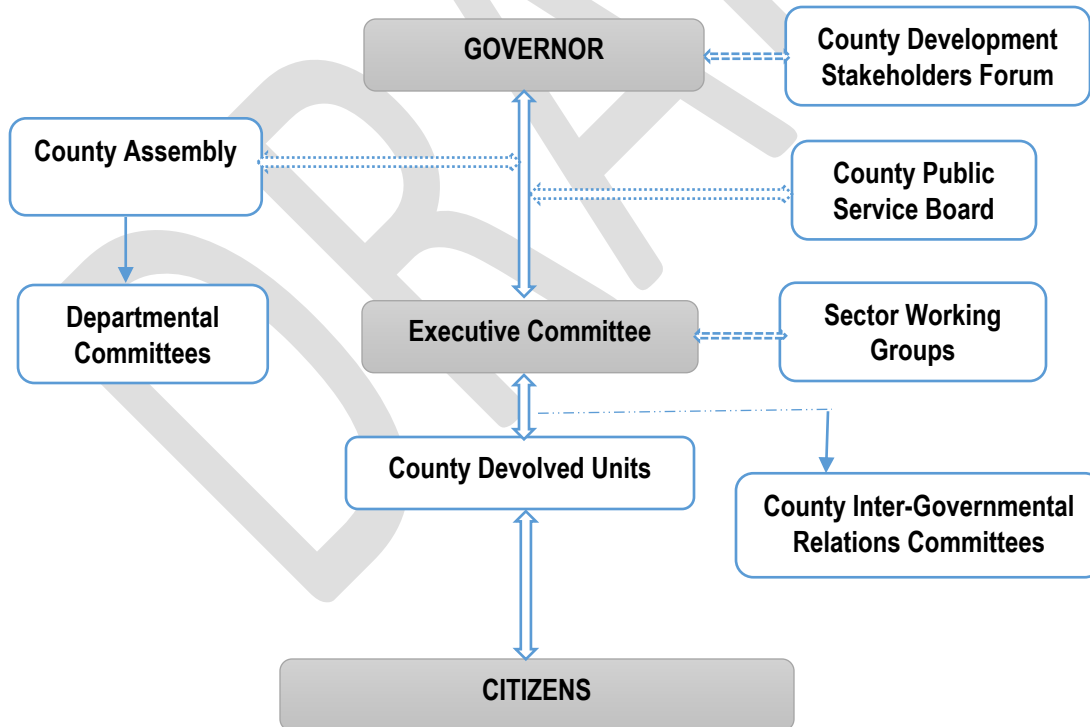 GOVERNOR
County Development
Stakeholders Forum
County Assembly
County Public
Service Board
Departmental
Committees
Executive Committee
Sector Working
Groups
County Devolved Units
County Inter-Governmental
Relations Committees
CITIZENS
DRA